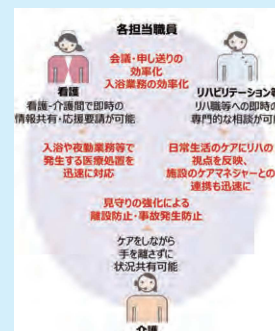 各担当職員
会議・申し送りの
効率化
入浴業務の効率化
看護
看護-介護間で即時の
情報共有・応援要請が可能
リハビリテーション
リハ職等への即時の
専門的な相談が可
入浴や夜勤業務等で
発生する医療処置を
迅速に対応
日常生活のケアにリハの
視点を反映、
施設のケアマネジャーとの
連携も迅速に
見守りの強化による
離設防止・事故発生防止
ケアをしながら
手を離さずに
状況共有可能
介護